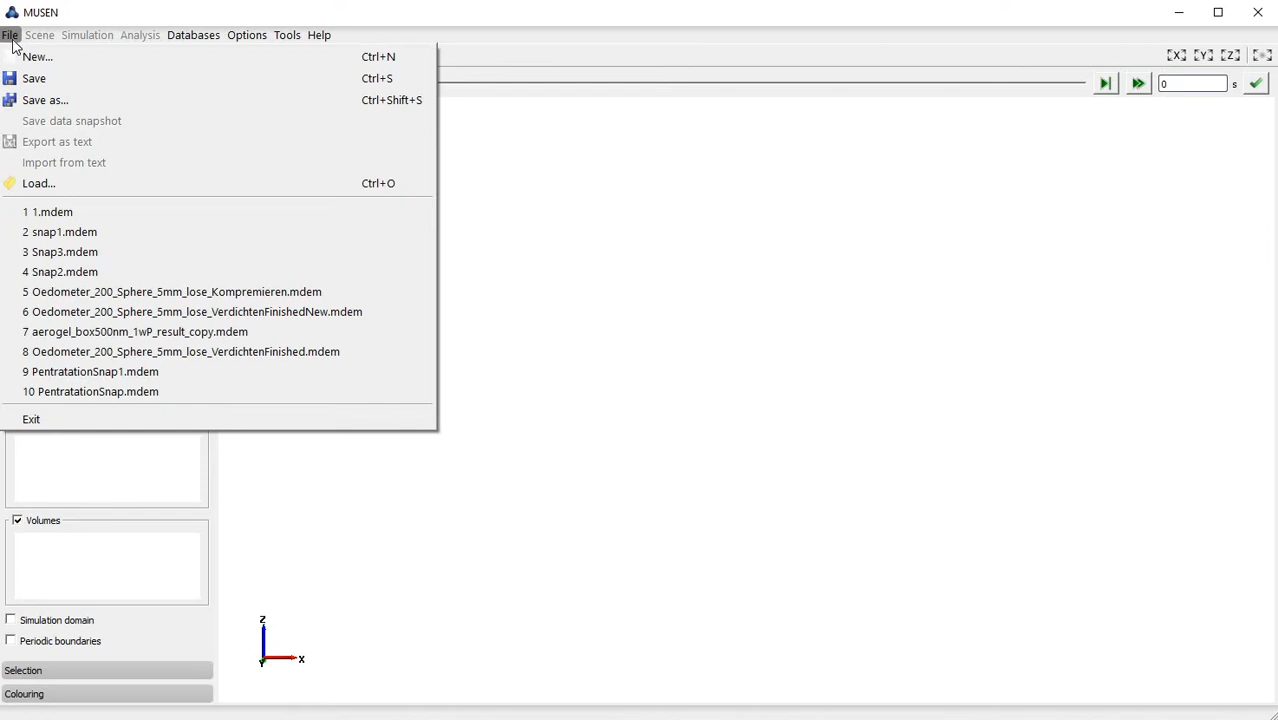 MUSEN
File Scene Simulation Analysis Databases Options Tools Help
New... Ctrl+N
Save Ctrl+S
Save as... Ctrl+Shift+S
Save data snapshot
Export as text
Import from text
Load... Ctrl+O
[X] [Y] [Z]
0 s
1 1.mdem
2 snap1.mdem
3 Snap3.mdem
4 Snap2.mdem
5 Oedometer_200_Sphere_5mm_lose_Kompremieren.mdem
6 Oedometer_200_Sphere_5mm_lose_VerdichtenFinishedNew.mdem
7 aerogel_box500nm_1wP_result_copy.mdem
8 Oedometer_200_Sphere_5mm_lose_VerdichtenFinished.mdem
9 PentratationSnap1.mdem
10 PentratationSnap.mdem
Exit
Volumes
Simulation domain
Periodic boundaries
Selection
Colouring
Z
X
Y